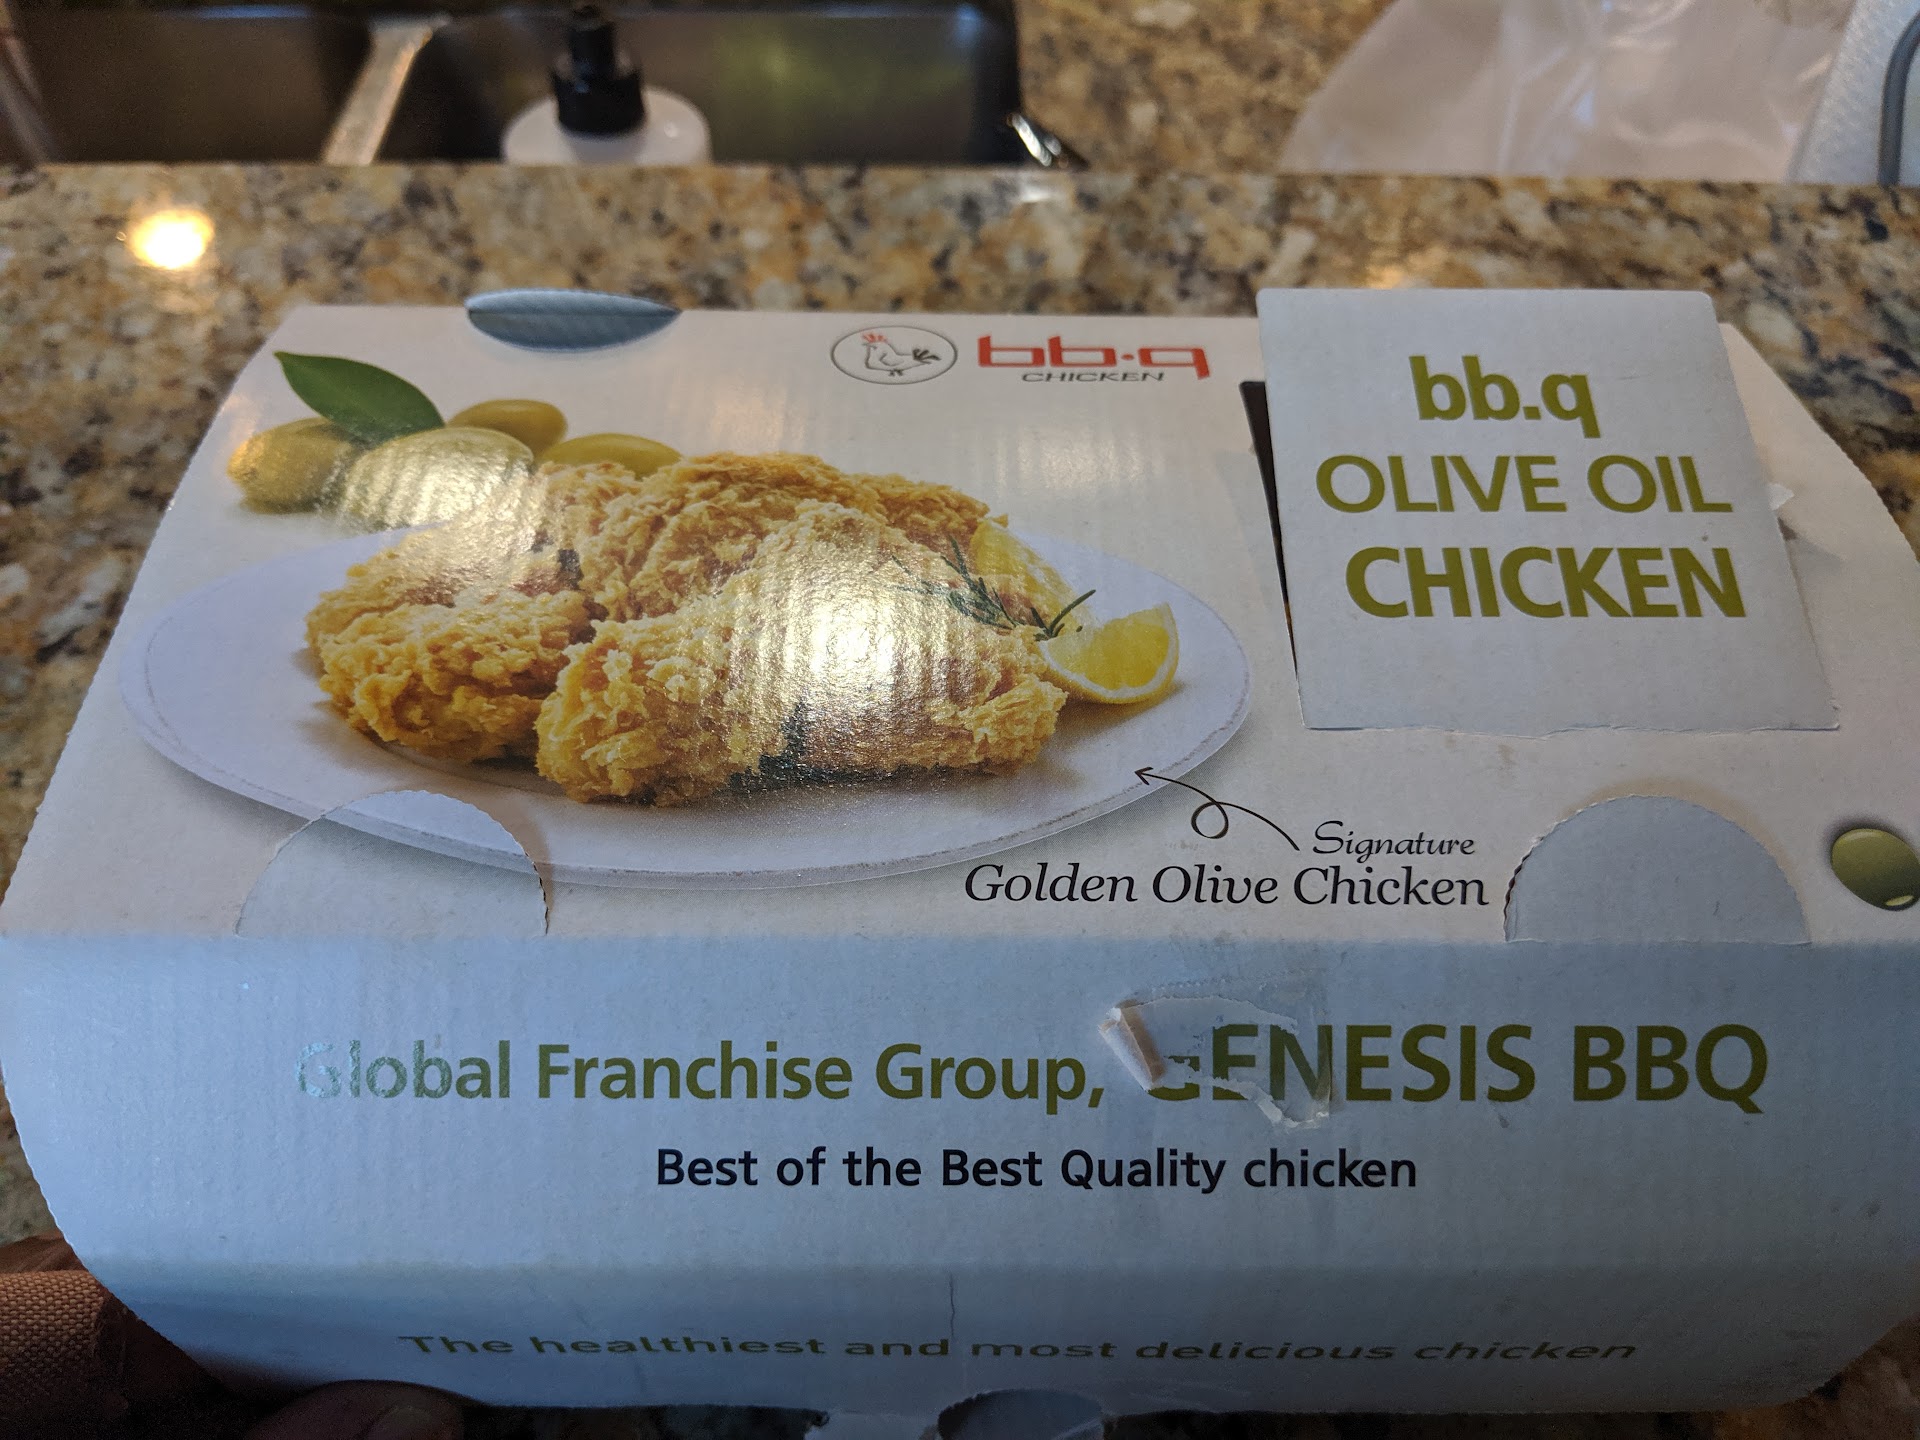 bb.q
CHICKEN
bb.q
OLIVE OIL
CHICKEN
Signature
Golden Olive Chicken
Global Franchise Group, GENESIS BBQ
Best of the Best Quality chicken
The healthiest and most delicious chicken